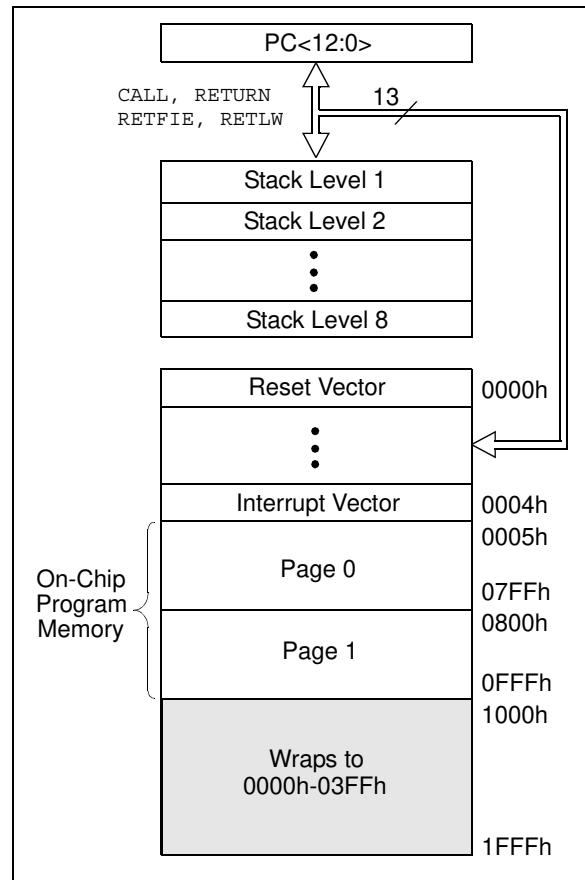 PC<12:0>
CALL, RETURN
RETFIE, RETLW
13
Stack Level 1
Stack Level 2
Stack Level 8
Reset Vector
0000h
Interrupt Vector
0004h
0005h
On-Chip
Program
Memory
Page 0
07FFh
0800h
Page 1
0FFFh
1000h
Wraps to
0000h-03FFh
1FFFh